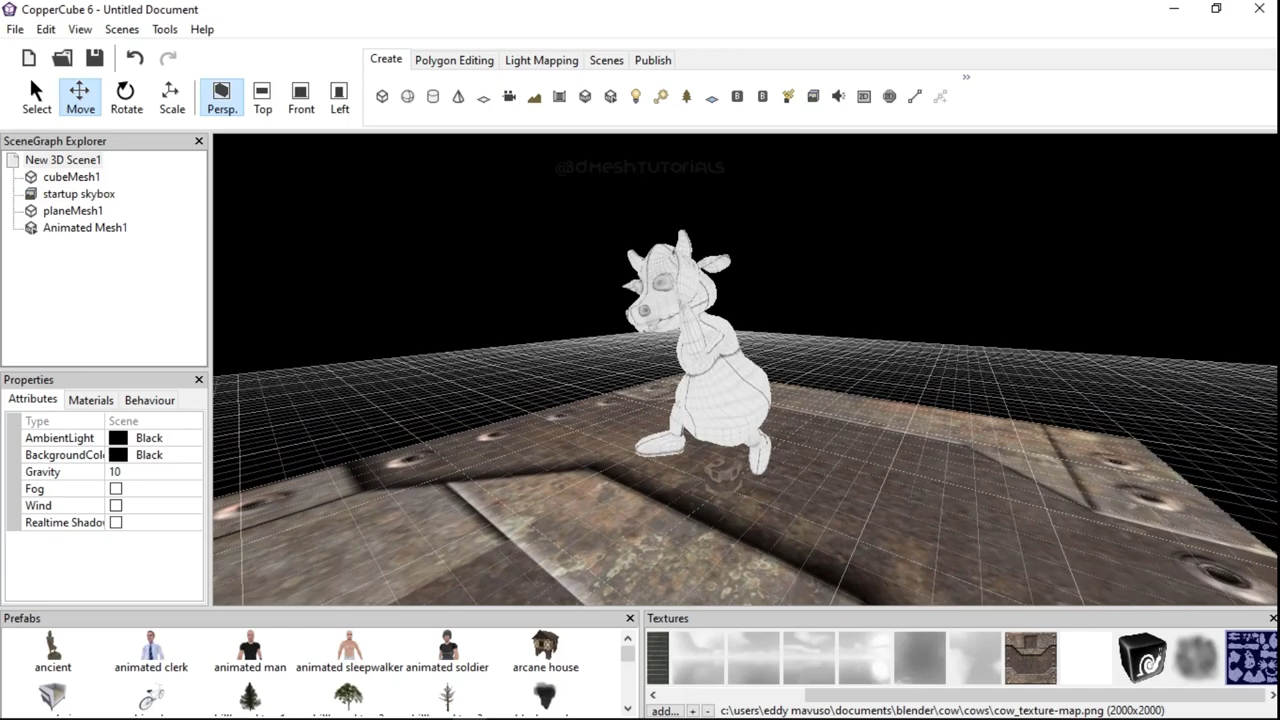 CopperCube 6 - Untitled Document
File Edit View Scenes Tools Help
Create Polygon Editing Light Mapping Scenes Publish
Select Move Rotate Scale Persp. Top Front Left
SceneGraph Explorer
New 3D Scene1
cubeMesh1
startup skybox
planeMesh1
Animated Mesh1
@3dmeshTUTORIALS
Properties
Attributes Materials Behaviour
Type Scene
AmbientLight Black
BackgroundCol Black
Gravity 10
Fog
Wind
Realtime Shado
Prefabs
ancient animated clerk animated man animated sleepwalker animated soldier arcane house
Textures
add... + - c:\users\eddy mavuso\documents\blender\cow\cows\cow_texture-map.png (2000x2000)